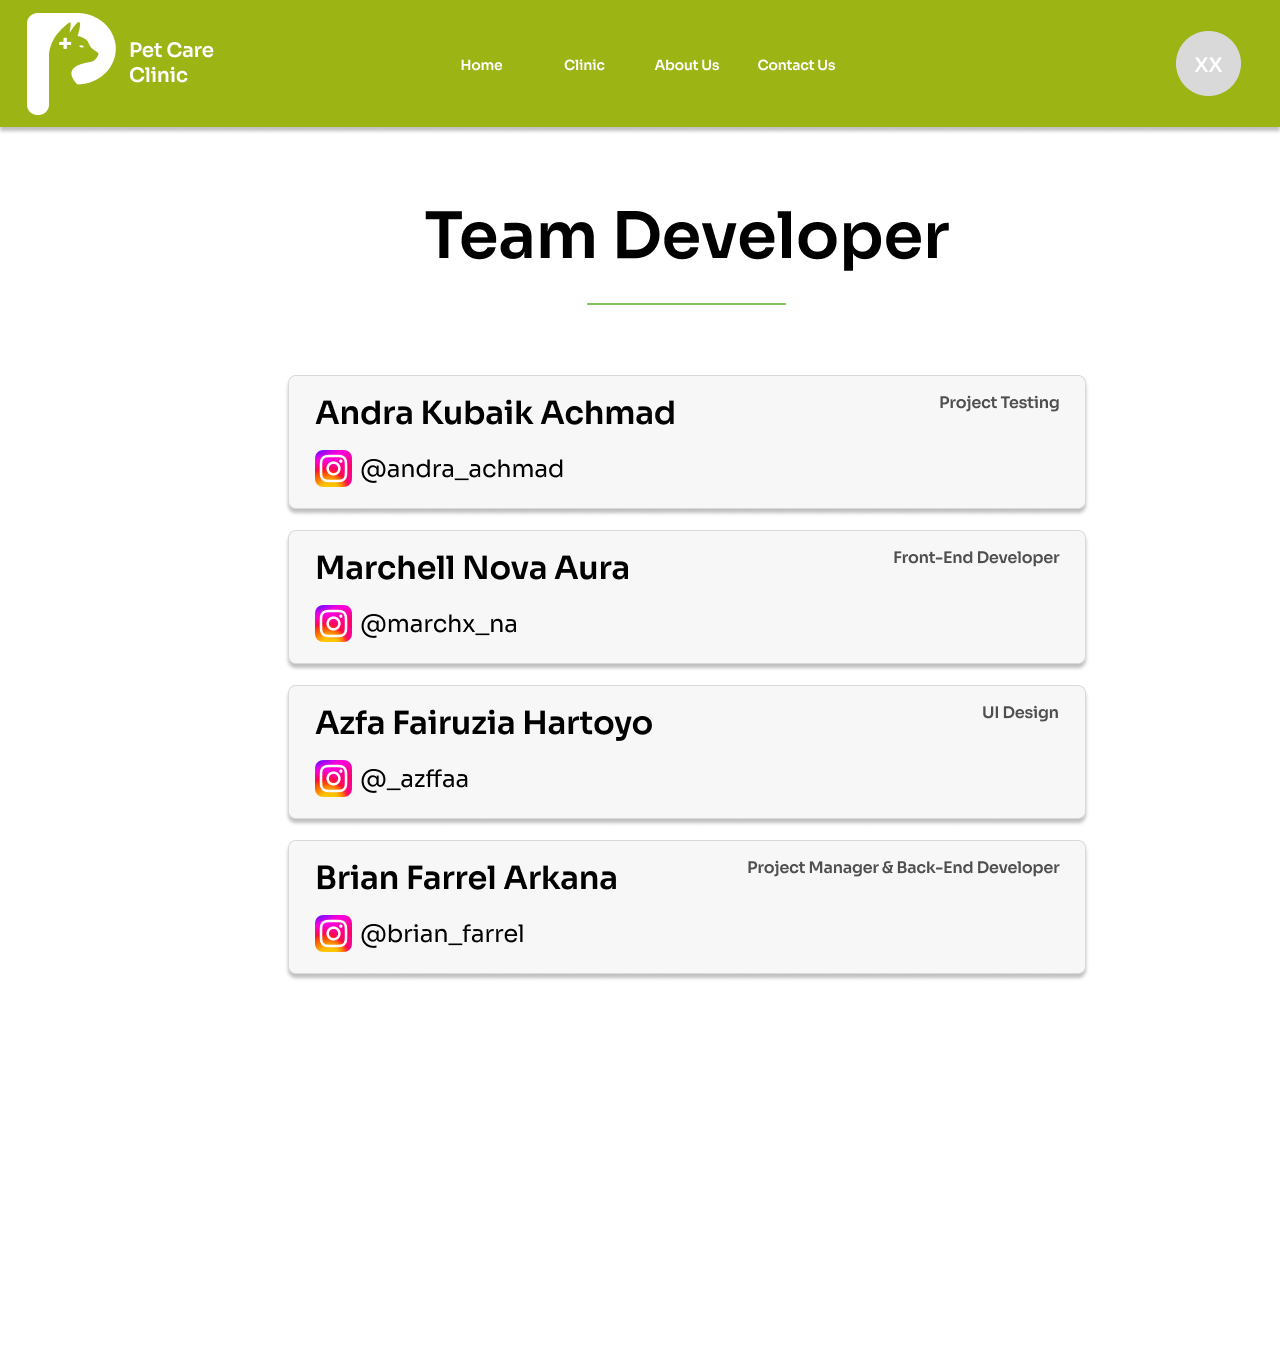 Pet Care
Clinic
Home
Clinic
About Us
Contact Us
XX
Team Developer
Andra Kubaik Achmad
Project Testing
@andra_achmad
Marchell Nova Aura
Front-End Developer
@marchx_na
Azfa Fairuzia Hartoyo
UI Design
@_azffaa
Brian Farrel Arkana
Project Manager & Back-End Developer
@brian_farrel